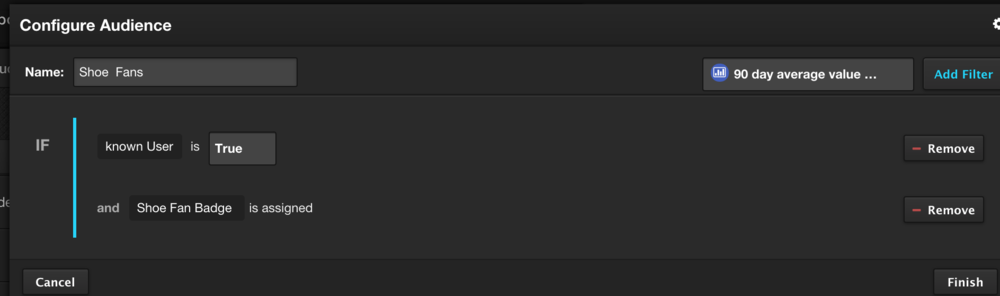 Configure Audience
Name: Shoe Fans 90 day average value ... Add Filter
IF known User is True − Remove
and Shoe Fan Badge is assigned − Remove
Cancel Finish